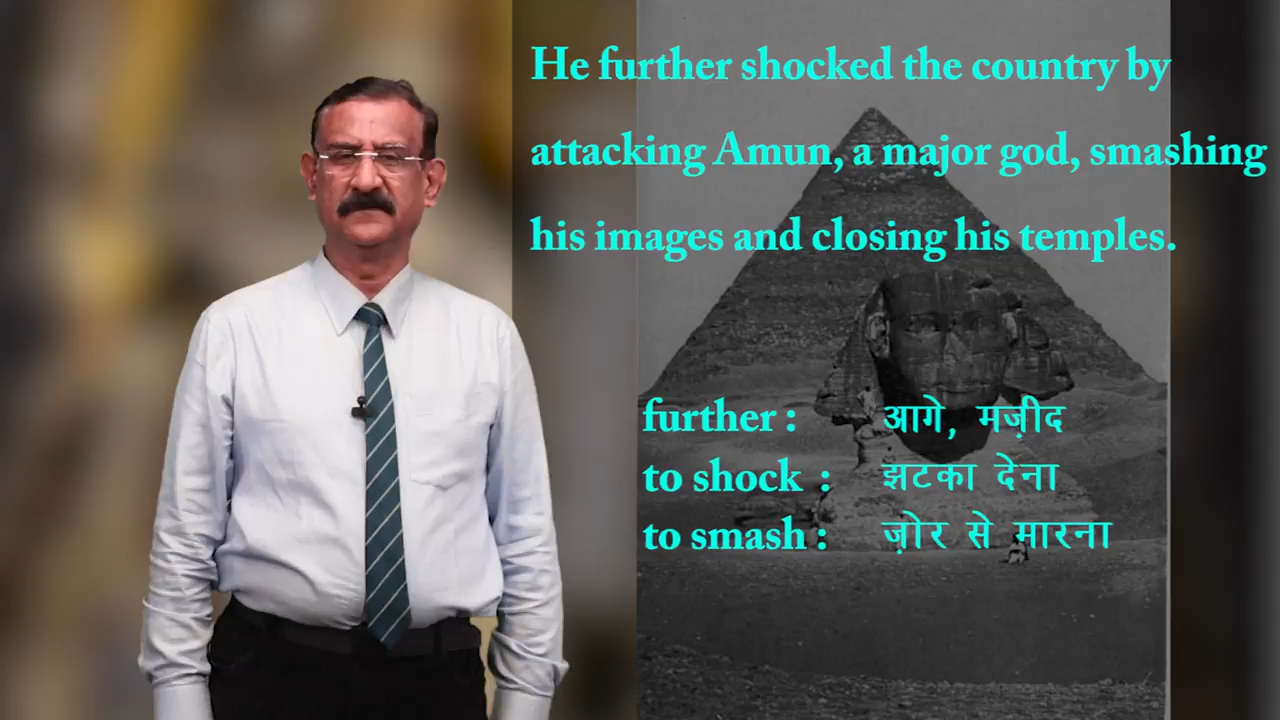 He further shocked the country by
attacking Amun, a major god, smashing
his images and closing his temples.
further : आगे, मज़ीद
to shock : झटका देना
to smash : ज़ोर से मारना